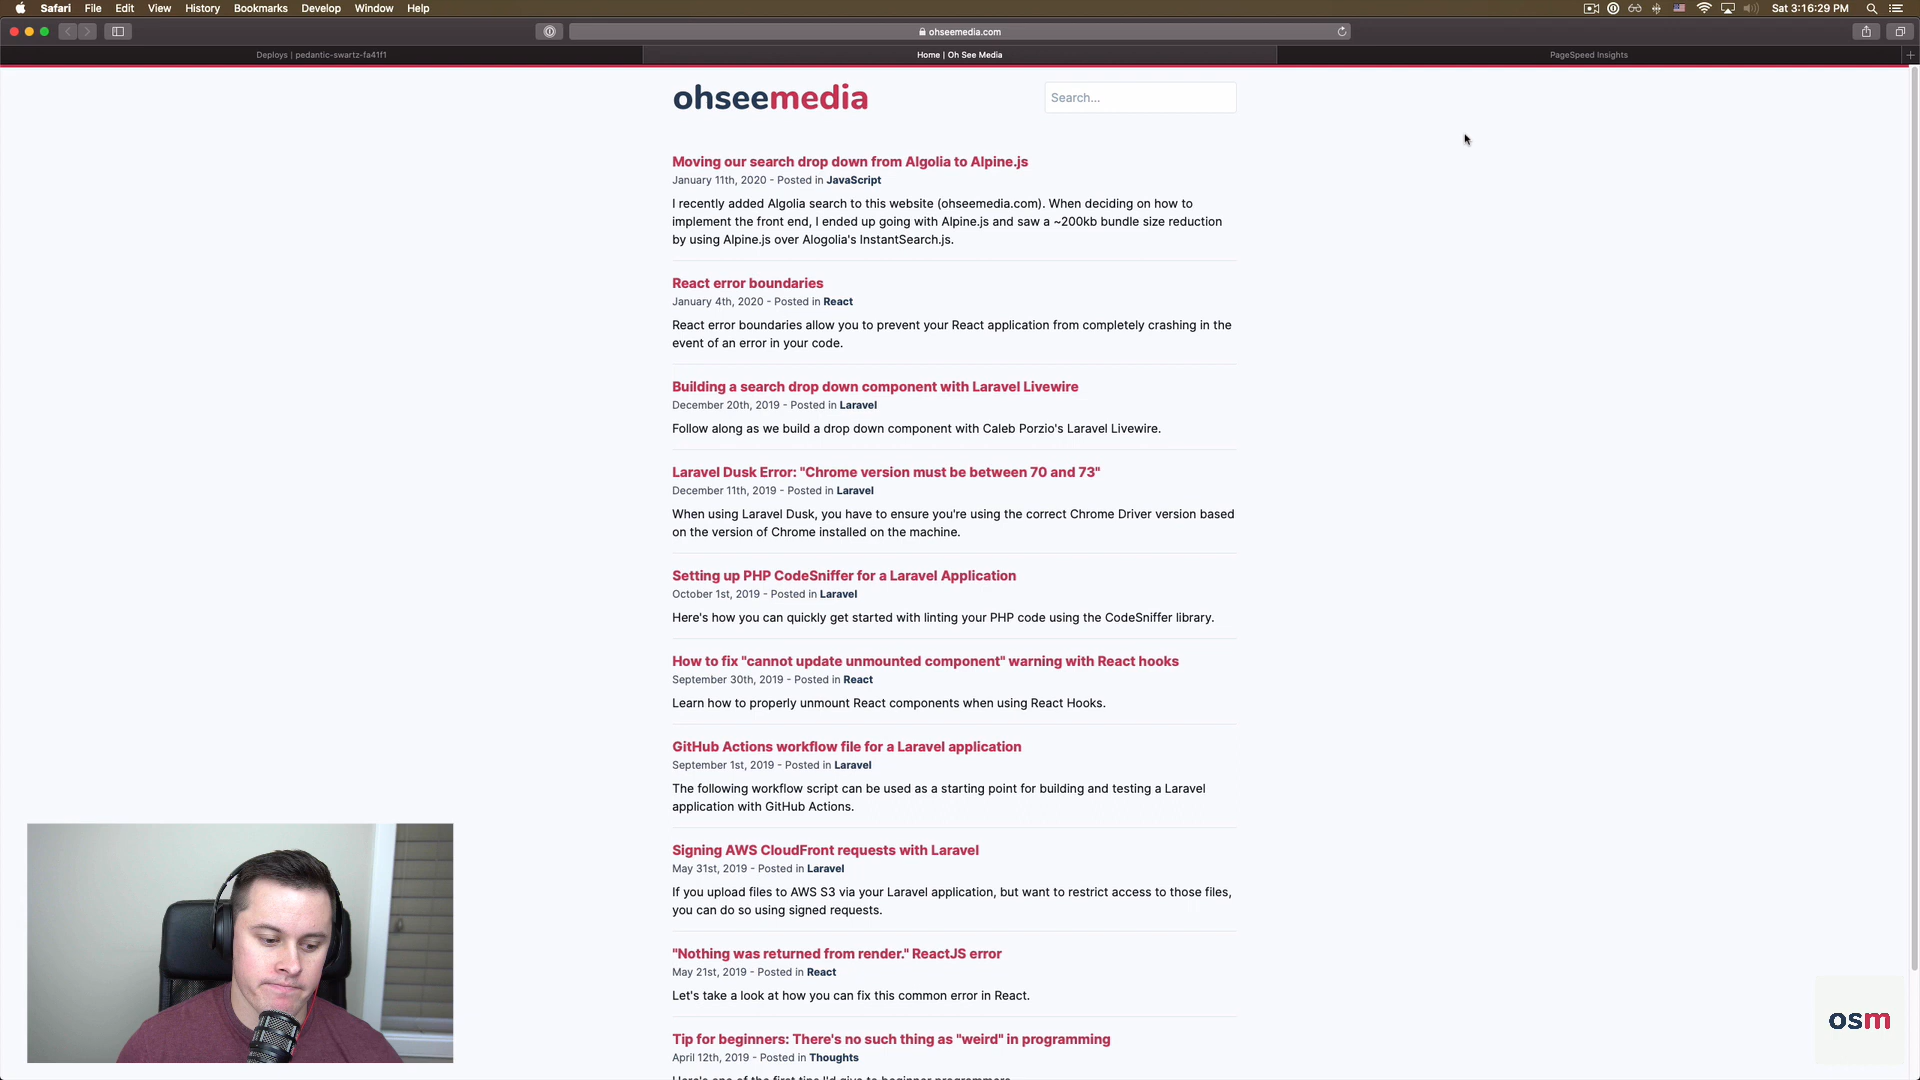 Safari File Edit View History Bookmarks Develop Window Help Sat 3:16:29 PM
ohseemedia.com
Deploys | pedantic-swartz-fa41f1 Home | Oh See Media PageSpeed Insights
ohseemedia Search...
Moving our search drop down from Algolia to Alpine.js
January 11th, 2020 - Posted in JavaScript
I recently added Algolia search to this website (ohseemedia.com). When deciding on how to
implement the front end, I ended up going with Alpine.js and saw a ~200kb bundle size reduction
by using Alpine.js over Alogolia's InstantSearch.js.
React error boundaries
January 4th, 2020 - Posted in React
React error boundaries allow you to prevent your React application from completely crashing in the
event of an error in your code.
Building a search drop down component with Laravel Livewire
December 20th, 2019 - Posted in Laravel
Follow along as we build a drop down component with Caleb Porzio's Laravel Livewire.
Laravel Dusk Error: "Chrome version must be between 70 and 73"
December 11th, 2019 - Posted in Laravel
When using Laravel Dusk, you have to ensure you're using the correct Chrome Driver version based
on the version of Chrome installed on the machine.
Setting up PHP CodeSniffer for a Laravel Application
October 1st, 2019 - Posted in Laravel
Here's how you can quickly get started with linting your PHP code using the CodeSniffer library.
How to fix "cannot update unmounted component" warning with React hooks
September 30th, 2019 - Posted in React
Learn how to properly unmount React components when using React Hooks.
GitHub Actions workflow file for a Laravel application
September 1st, 2019 - Posted in Laravel
The following workflow script can be used as a starting point for building and testing a Laravel
application with GitHub Actions.
Signing AWS CloudFront requests with Laravel
May 31st, 2019 - Posted in Laravel
If you upload files to AWS S3 via your Laravel application, but want to restrict access to those files,
you can do so using signed requests.
"Nothing was returned from render." ReactJS error
May 21st, 2019 - Posted in React
Let's take a look at how you can fix this common error in React.
Tip for beginners: There's no such thing as "weird" in programming
April 12th, 2019 - Posted in Thoughts
Here's one of the first tips I'd give to beginner programmers.
osm